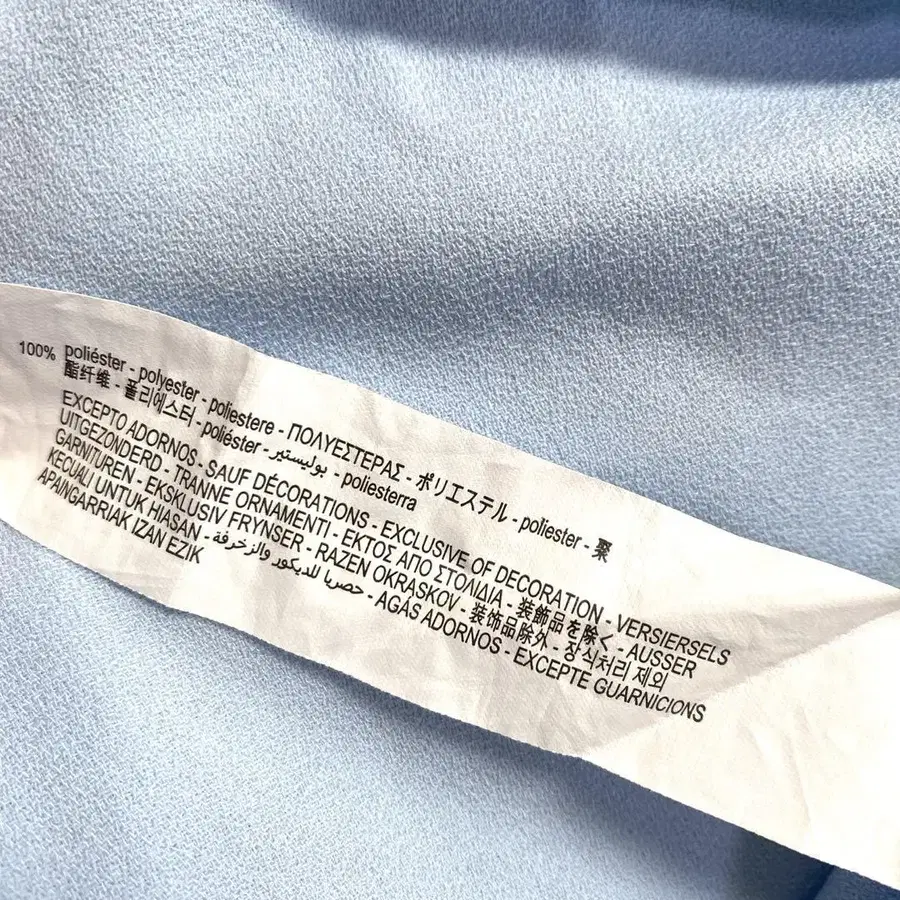 100% poliéster - polyester - poliestere - ΠΟΛΥΕΣΤΕΡΑΣ - ポリエステル - poliester - 聚
酯纤维 - 폴리에스터 - poliéster - بوليستير - poliesterra
EXCEPTO ADORNOS - SAUF DÉCORATIONS - EXCLUSIVE OF DECORATION - VERSIERSELS
UITGEZONDERD - TRANNE ORNAMENTI - ΕΚΤΟΣ ΑΠΟ ΣΤΟΛΙΔΙΑ - 装飾品を除く - AUSSER
GARNITUREN - EKSKLUSIV FRYNSER - RAZEN OKRASKOV - 装饰品除外 - 장식처리 제외
KECUALI UNTUK HIASAN - حصريا للديكور والزخرفة - AGÁS ADORNOS - EXCEPTE GUARNICIONS
APAINGARRIAK IZAN EZIK